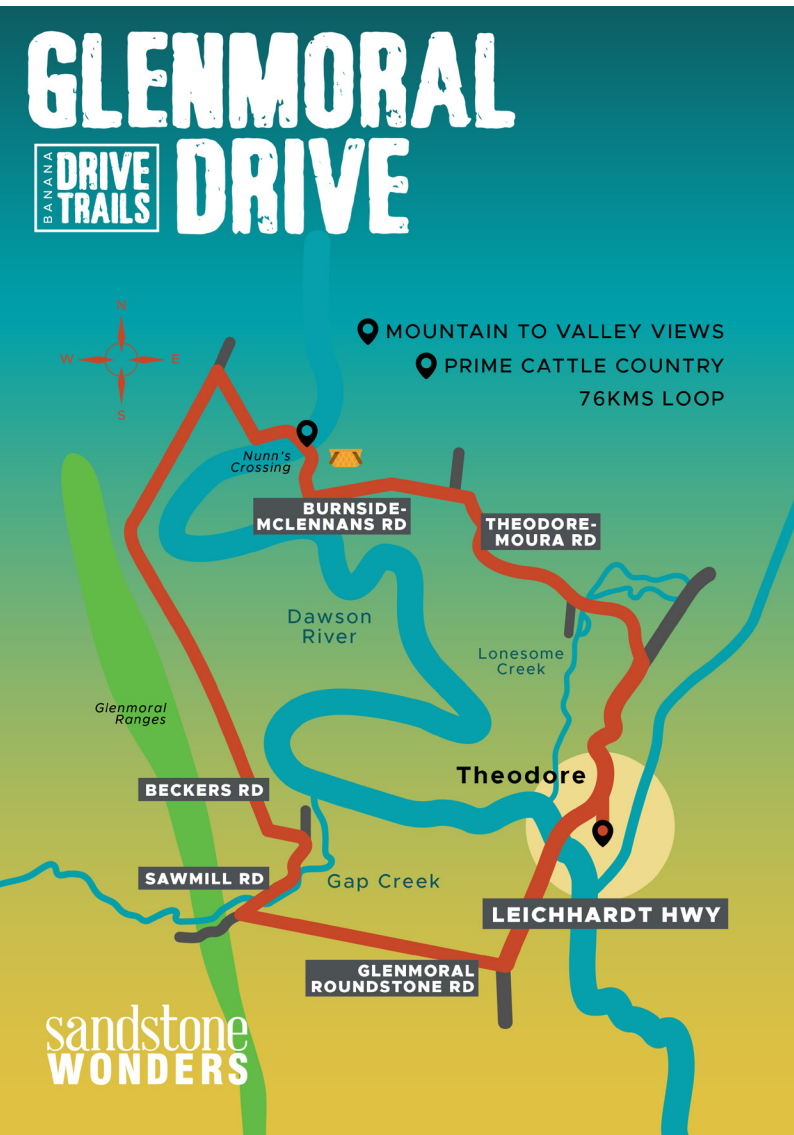 GLENMORAL
BANANA
DRIVE
TRAILS
DRIVE
N
W
E
S
MOUNTAIN TO VALLEY VIEWS
PRIME CATTLE COUNTRY
76KMS LOOP
Nunn's
Crossing
BURNSIDE-
MCLENNANS RD
THEODORE-
MOURA RD
Dawson
River
Lonesome
Creek
Glenmoral
Ranges
Theodore
BECKERS RD
SAWMILL RD
Gap Creek
LEICHHARDT HWY
GLENMORAL
ROUNDSTONE RD
sandstone
WONDERS